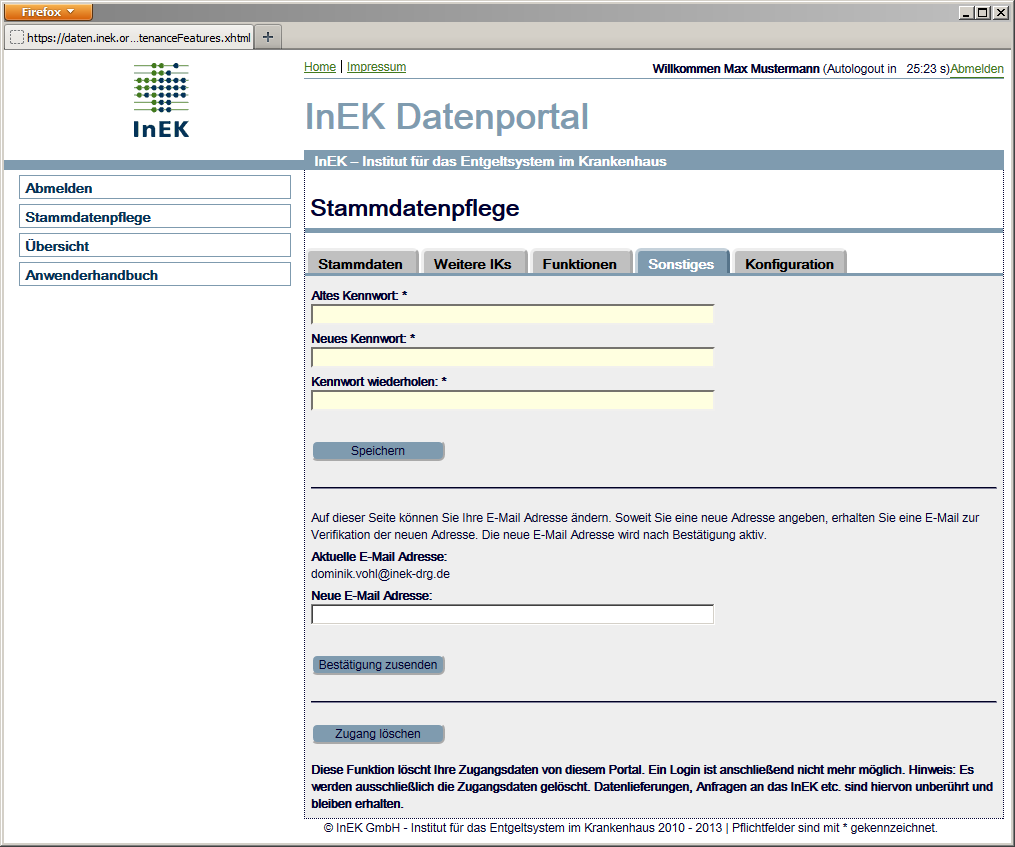 Firefox
https://daten.inek.or...tenanceFeatures.xhtml
InEK
Home | Impressum
Willkommen Max Mustermann (Autologout in 25:23 s)Abmelden
InEK Datenportal
InEK – Institut für das Entgeltsystem im Krankenhaus
Abmelden
Stammdatenpflege
Übersicht
Anwenderhandbuch
Stammdatenpflege
Stammdaten Weitere IKs Funktionen Sonstiges Konfiguration
Altes Kennwort: *
Neues Kennwort: *
Kennwort wiederholen: *
Speichern
Auf dieser Seite können Sie Ihre E-Mail Adresse ändern. Soweit Sie eine neue Adresse angeben, erhalten Sie eine E-Mail zur
Verifikation der neuen Adresse. Die neue E-Mail Adresse wird nach Bestätigung aktiv.
Aktuelle E-Mail Adresse:
dominik.vohl@inek-drg.de
Neue E-Mail Adresse:
Bestätigung zusenden
Zugang löschen
Diese Funktion löscht Ihre Zugangsdaten von diesem Portal. Ein Login ist anschließend nicht mehr möglich. Hinweis: Es
werden ausschließlich die Zugangsdaten gelöscht. Datenlieferungen, Anfragen an das InEK etc. sind hiervon unberührt und
bleiben erhalten.
© InEK GmbH - Institut für das Entgeltsystem im Krankenhaus 2010 - 2013 | Pflichtfelder sind mit * gekennzeichnet.